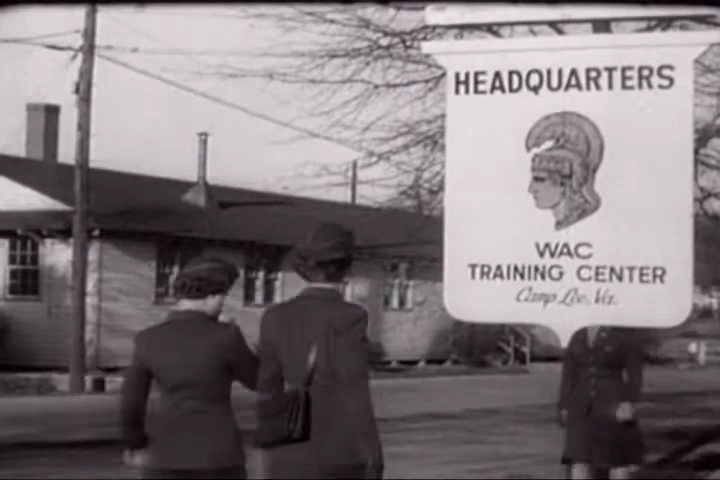 HEADQUARTERS
WAC
TRAINING CENTER
Camp Lee, Va.